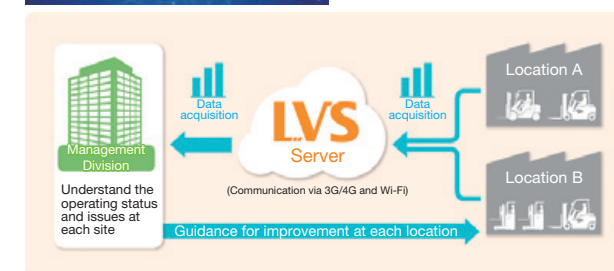 Management
Division
Understand the
operating status
and issues at
each site
Data
acquisition
LVS
Server
(Communication via 3G/4G and Wi-Fi)
Data
acquisition
Location A
Location B
Guidance for improvement at each location